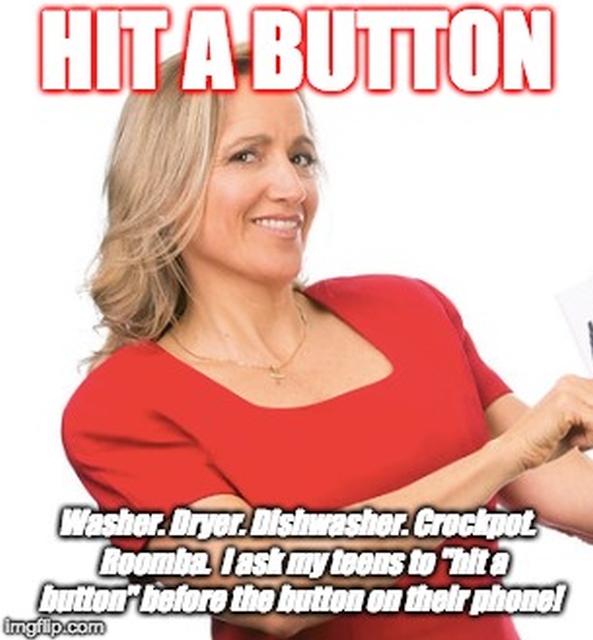 HIT A BUTTON
Washer. Dryer. Dishwasher. Crockpot.
Roomba.  I ask my teens to "hit a
button" before the button on their phone!
imgflip.com